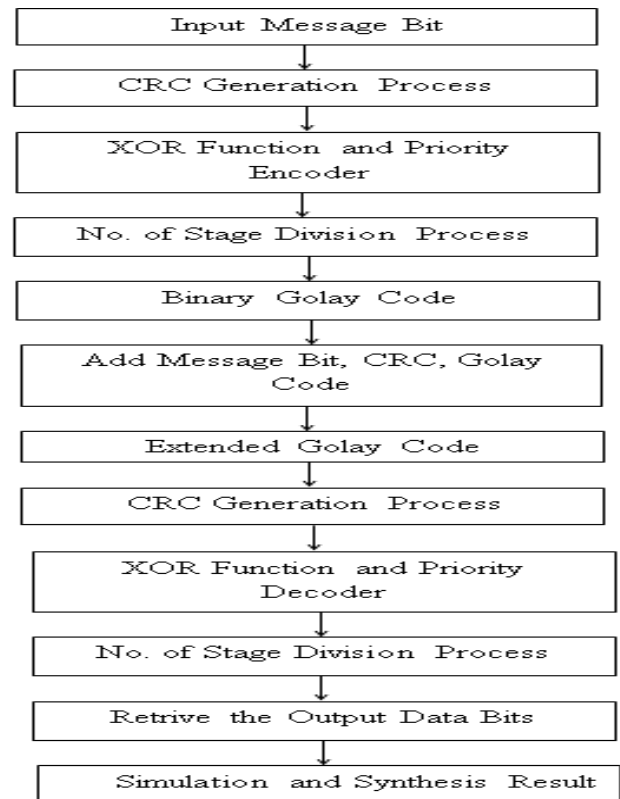 Input Message Bit
CRC Generation Process
XOR Function and Priority
Encoder
No. of Stage Division Process
Binary Golay Code
Add Message Bit, CRC, Golay
Code
Extended Golay Code
CRC Generation Process
XOR Function and Priority
Decoder
No. of Stage Division Process
Retrive the Output Data Bits
Simulation and Synthesis Result